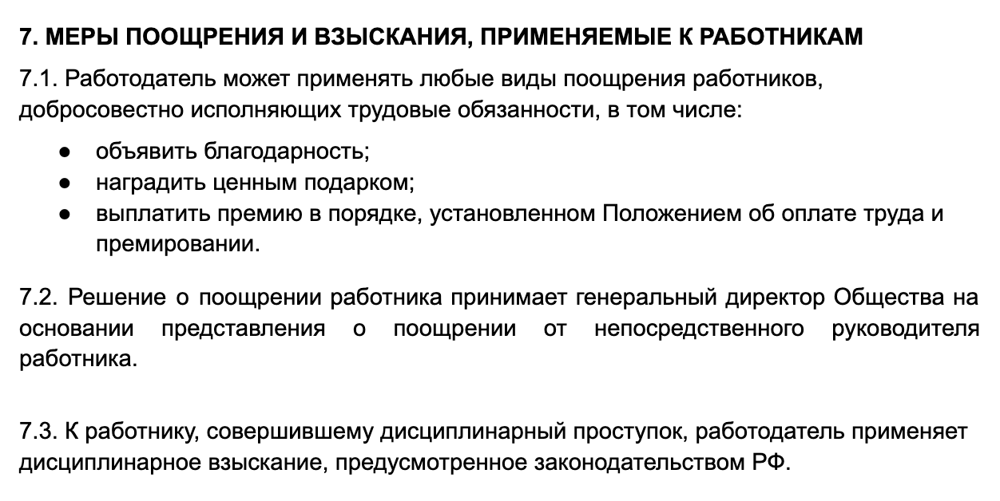 7. МЕРЫ ПООЩРЕНИЯ И ВЗЫСКАНИЯ, ПРИМЕНЯЕМЫЕ К РАБОТНИКАМ
7.1. Работодатель может применять любые виды поощрения работников,
добросовестно исполняющих трудовые обязанности, в том числе:
● объявить благодарность;
● наградить ценным подарком;
● выплатить премию в порядке, установленном Положением об оплате труда и
премировании.
7.2. Решение о поощрении работника принимает генеральный директор Общества на
основании представления о поощрении от непосредственного руководителя
работника.
7.3. К работнику, совершившему дисциплинарный проступок, работодатель применяет
дисциплинарное взыскание, предусмотренное законодательством РФ.